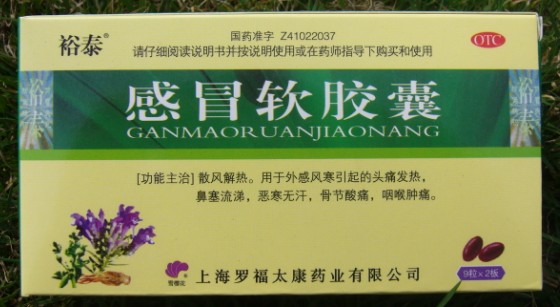 国药准字 Z41022037
裕泰®
请仔细阅读说明书并按说明使用或在药师指导下购买和使用
OTC
感冒软胶囊
GANMAORUANJIAONANG
裕泰
裕泰
[功能主治] 散风解热。用于外感风寒引起的头痛发热，
鼻塞流涕，恶寒无汗，骨节酸痛，咽喉肿痛。
9粒×2板
上海罗福太康药业有限公司